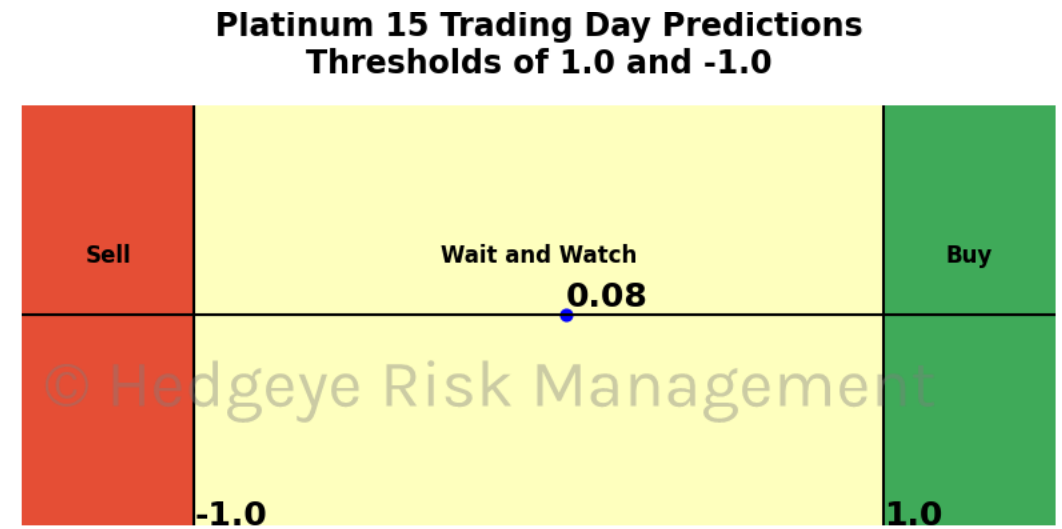 Platinum 15 Trading Day Predictions
Thresholds of 1.0 and -1.0
Sell
Wait and Watch
Buy
0.08
© Hedgeye Risk Management
-1.0
1.0